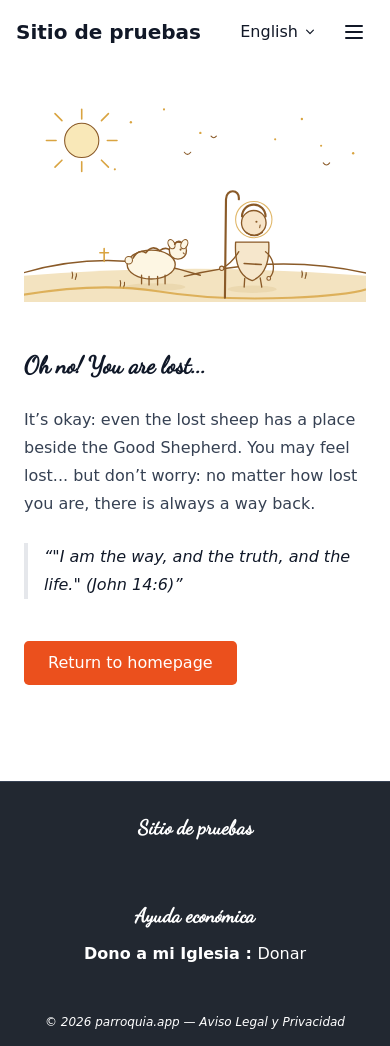 Sitio de pruebas
English
Oh no! You are lost...
It’s okay: even the lost sheep has a place
beside the Good Shepherd. You may feel
lost... but don’t worry: no matter how lost
you are, there is always a way back.
“"I am the way, and the truth, and the
life." (John 14:6)”
Return to homepage
Sitio de pruebas
Ayuda económica
Dono a mi Iglesia : Donar
© 2026 parroquia.app — Aviso Legal y Privacidad